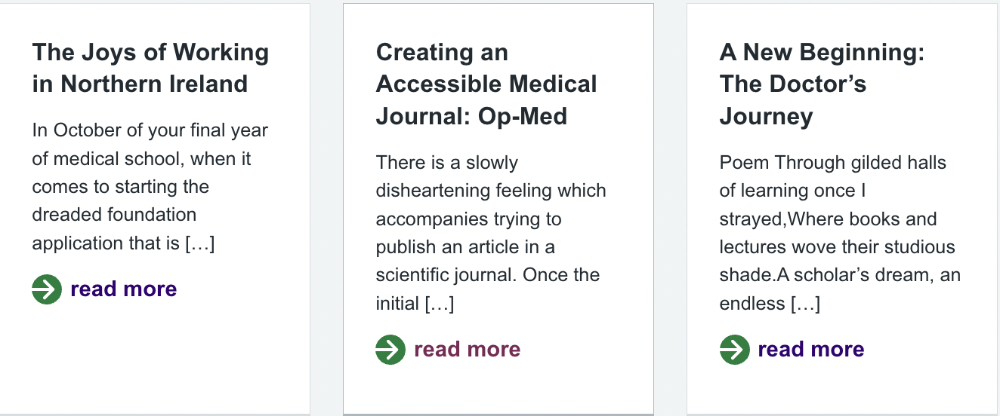 The Joys of Working
in Northern Ireland
In October of your final year
of medical school, when it
comes to starting the
dreaded foundation
application that is […]
read more
Creating an
Accessible Medical
Journal: Op-Med
There is a slowly
disheartening feeling which
accompanies trying to
publish an article in a
scientific journal. Once the
initial […]
read more
A New Beginning:
The Doctor’s
Journey
Poem Through gilded halls
of learning once I
strayed,Where books and
lectures wove their studious
shade.A scholar’s dream, an
endless […]
read more